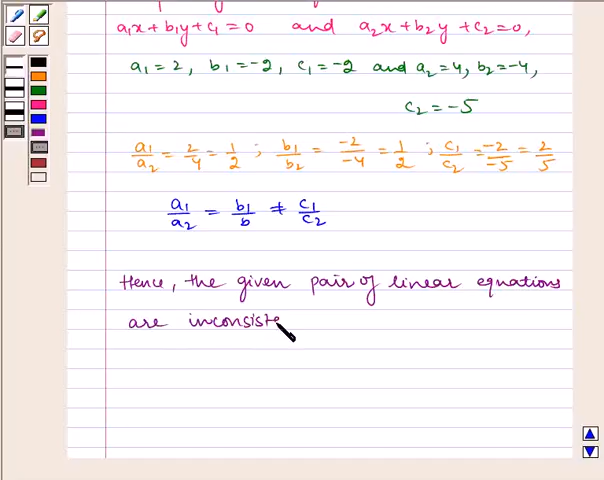 a₁x + b₁y + c₁ = 0 and a₂x + b₂y + c₂ = 0,
a₁ = 2, b₁ = -2, c₁ = -2 and a₂ = 4, b₂ = -4,
c₂ = -5
a₁/a₂ = 2/4 = 1/2 ; b₁/b₂ = -2/-4 = 1/2 ; c₁/c₂ = -2/-5 = 2/5
a₁/a₂ = b₁/b ≠ c₁/c₂
Hence, the given pair of linear equations
are inconsiste